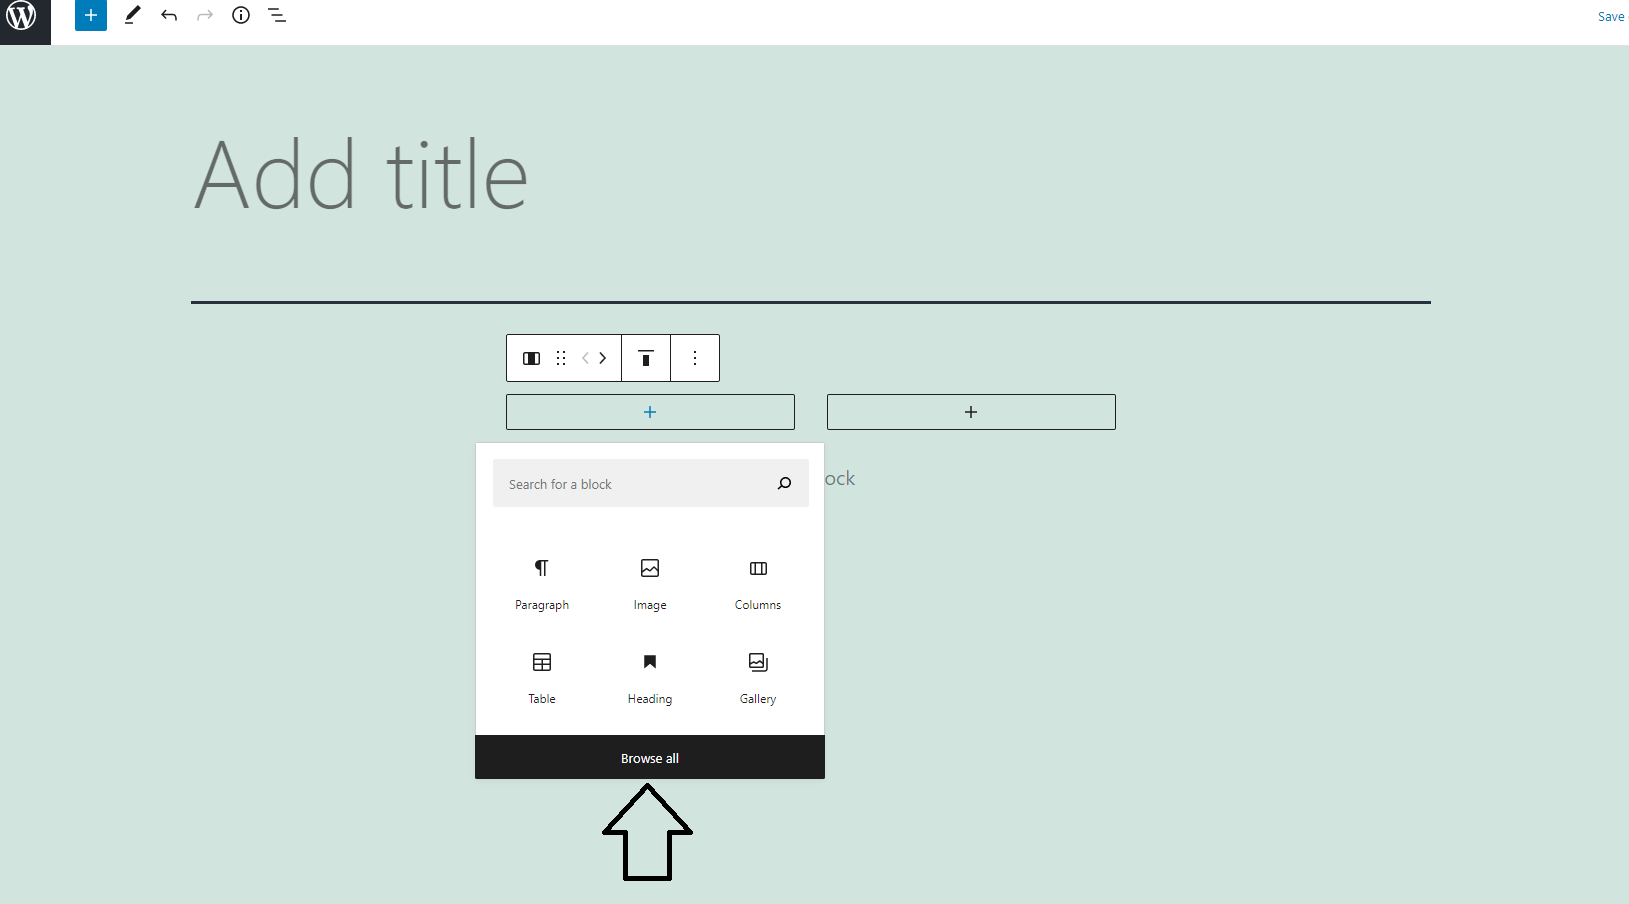 Save
Add title
ock
Search for a block
Paragraph Image Columns
Table Heading Gallery
Browse all